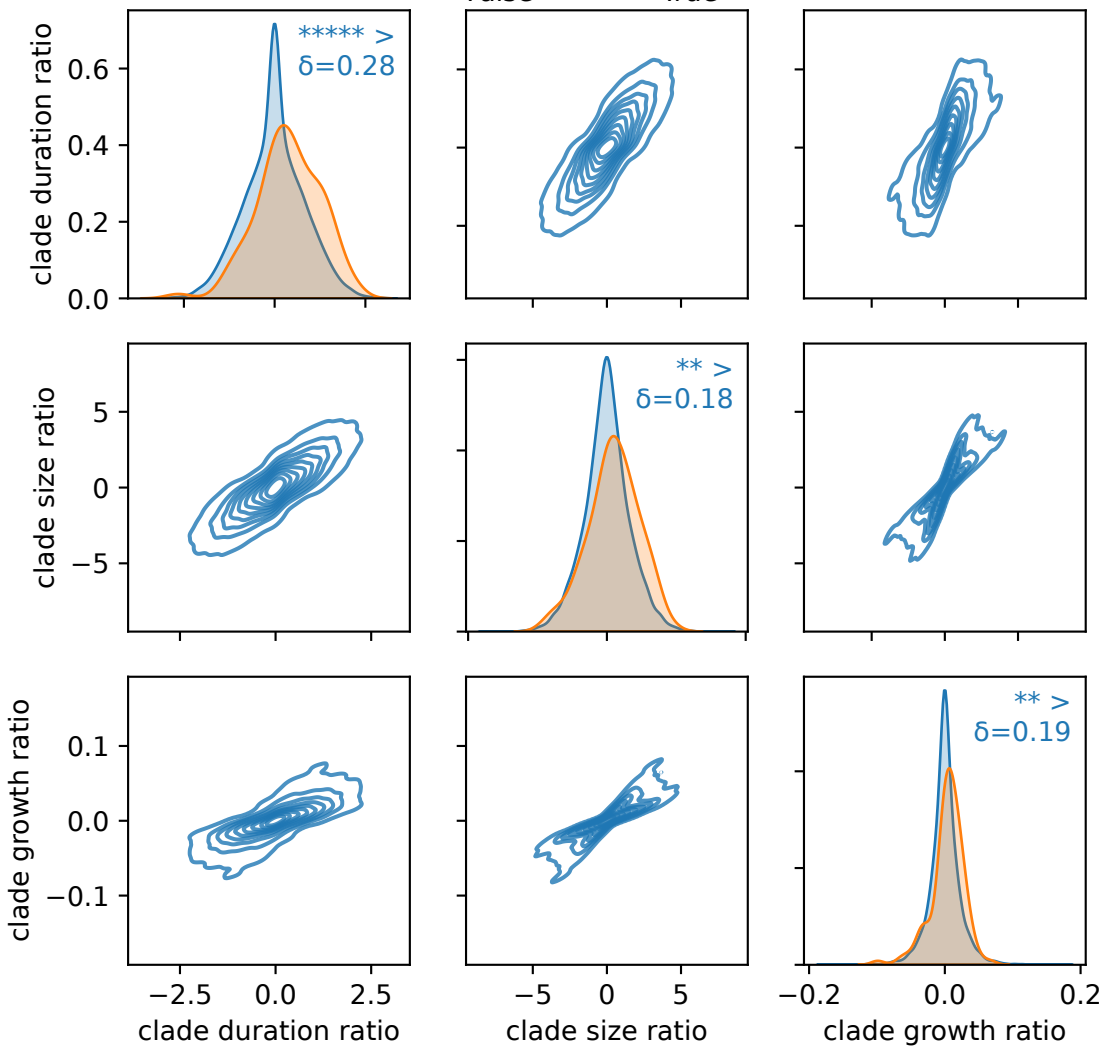 clade duration ratio
0.6
0.4
0.2
0.0
***** >
δ=0.28
clade size ratio
5
0
−5
** >
δ=0.18
clade growth ratio
0.1
0.0
−0.1
** >
δ=0.19
−2.5 0.0 2.5
clade duration ratio
−5 0 5
clade size ratio
−0.2 0.0 0.2
clade growth ratio